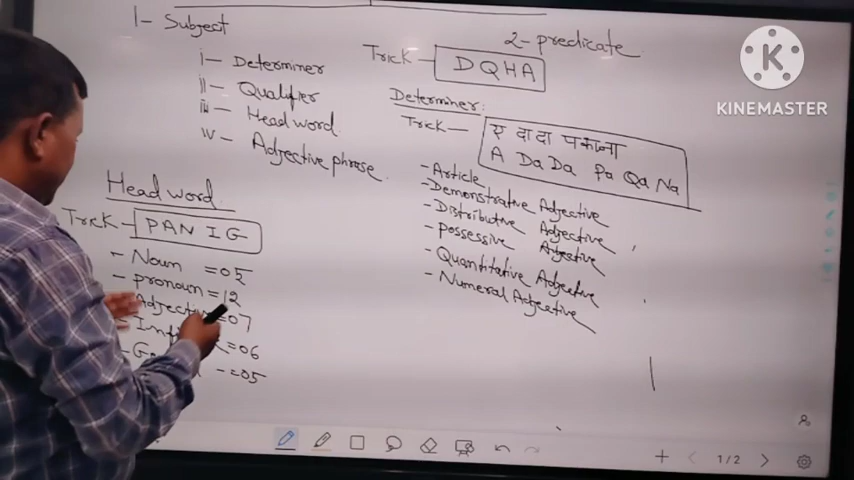 1- Subject
i- Determiner
ii- Qualifier
iii- Head word
iv- Adjective phrase
2- predicate
Trick- DQHA
Determiner:
Trick- ए दा दा पकाना
A Da Da Pa Qa Na
- Article
- Demonstrative Adjective
- Distributive Adjective
- Possessive Adjective
- Quantitative Adjective
- Numeral Adjective
Head word
Trick- PANIG
- Noun = 05
- pronoun = 12
Adjective = 07
= 06
- = 05
KINEMASTER
1/2